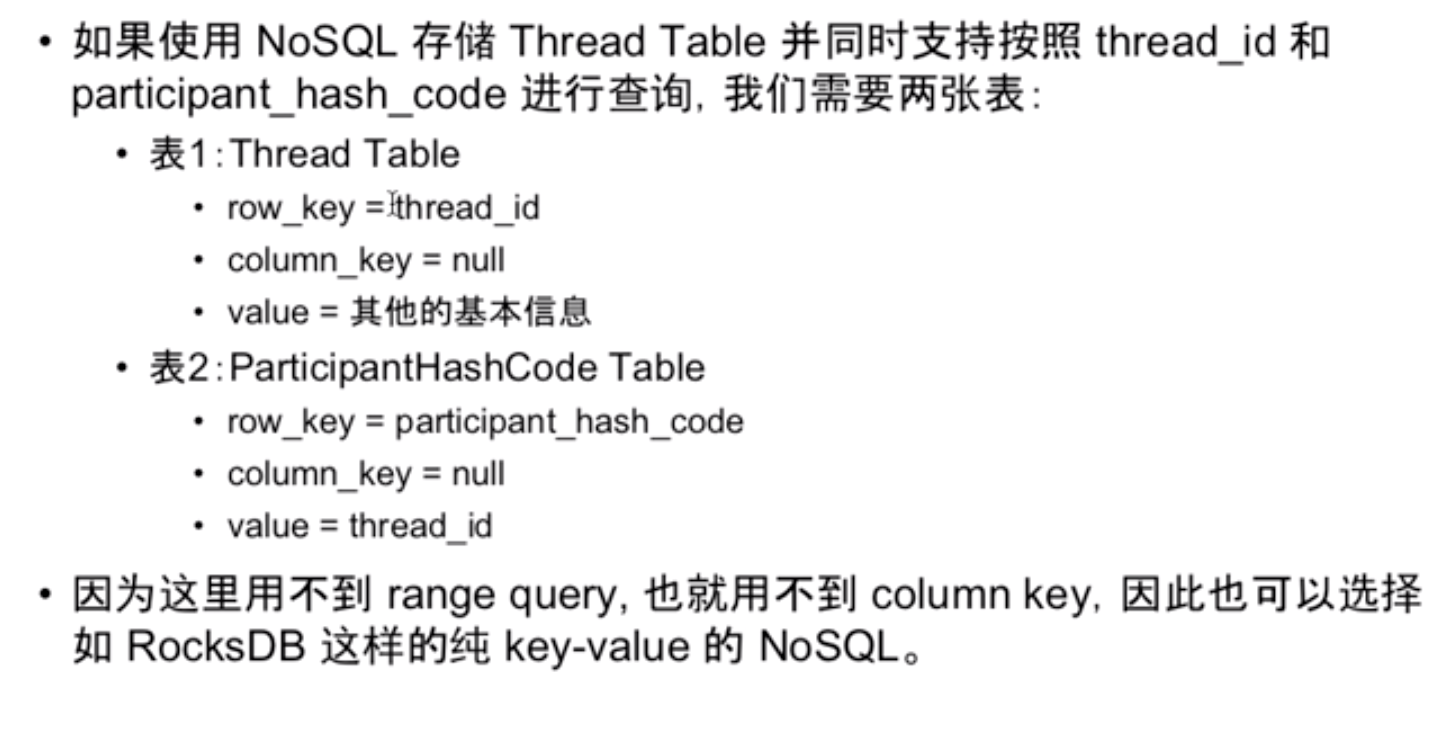 • 如果使用 NoSQL 存储 Thread Table 并同时支持按照 thread_id 和
participant_hash_code 进行查询, 我们需要两张表:
• 表1:Thread Table
• row_key = thread_id
• column_key = null
• value = 其他的基本信息
• 表2:ParticipantHashCode Table
• row_key = participant_hash_code
• column_key = null
• value = thread_id
• 因为这里用不到 range query, 也就用不到 column key, 因此也可以选择
如 RocksDB 这样的纯 key-value 的 NoSQL。